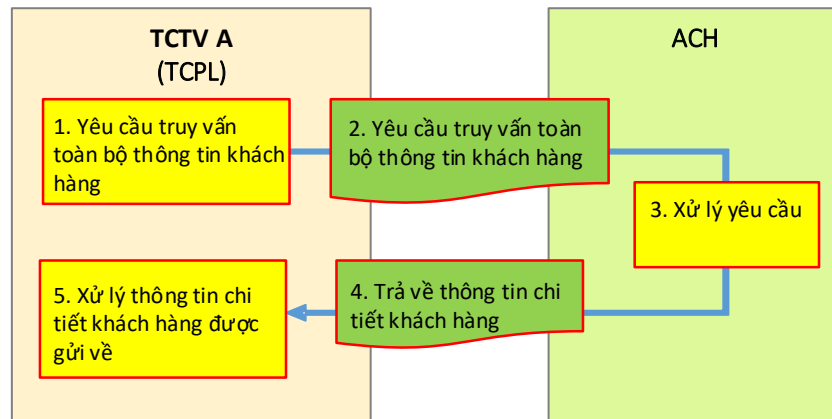 TCTV A
(TCPL)
ACH
1. Yêu cầu truy vấn
toàn bộ thông tin khách
hàng
2. Yêu cầu truy vấn toàn
bộ thông tin khách hàng
3. Xử lý yêu cầu
4. Trả về thông tin chi
tiết khách hàng
5. Xử lý thông tin chi
tiết khách hàng được
gửi về